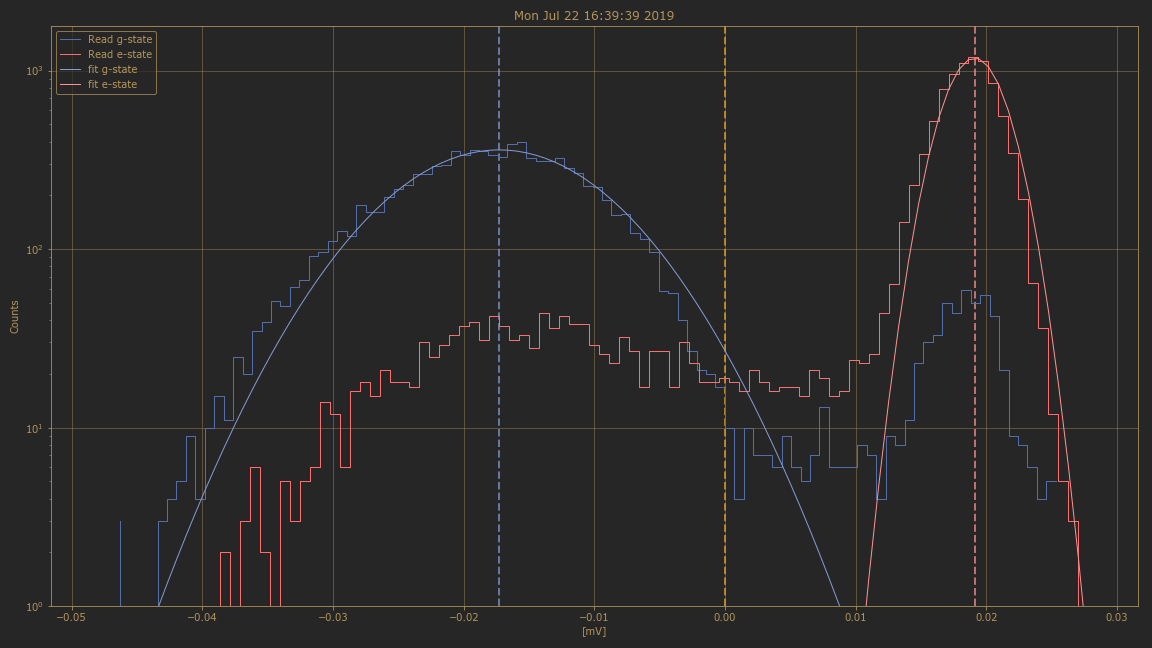 Mon Jul 22 16:39:39 2019
Read g-state
Read e-state
fit g-state
fit e-state
10³
10²
10¹
10⁰
Counts
−0.05 −0.04 −0.03 −0.02 −0.01 0.00 0.01 0.02 0.03
[mV]